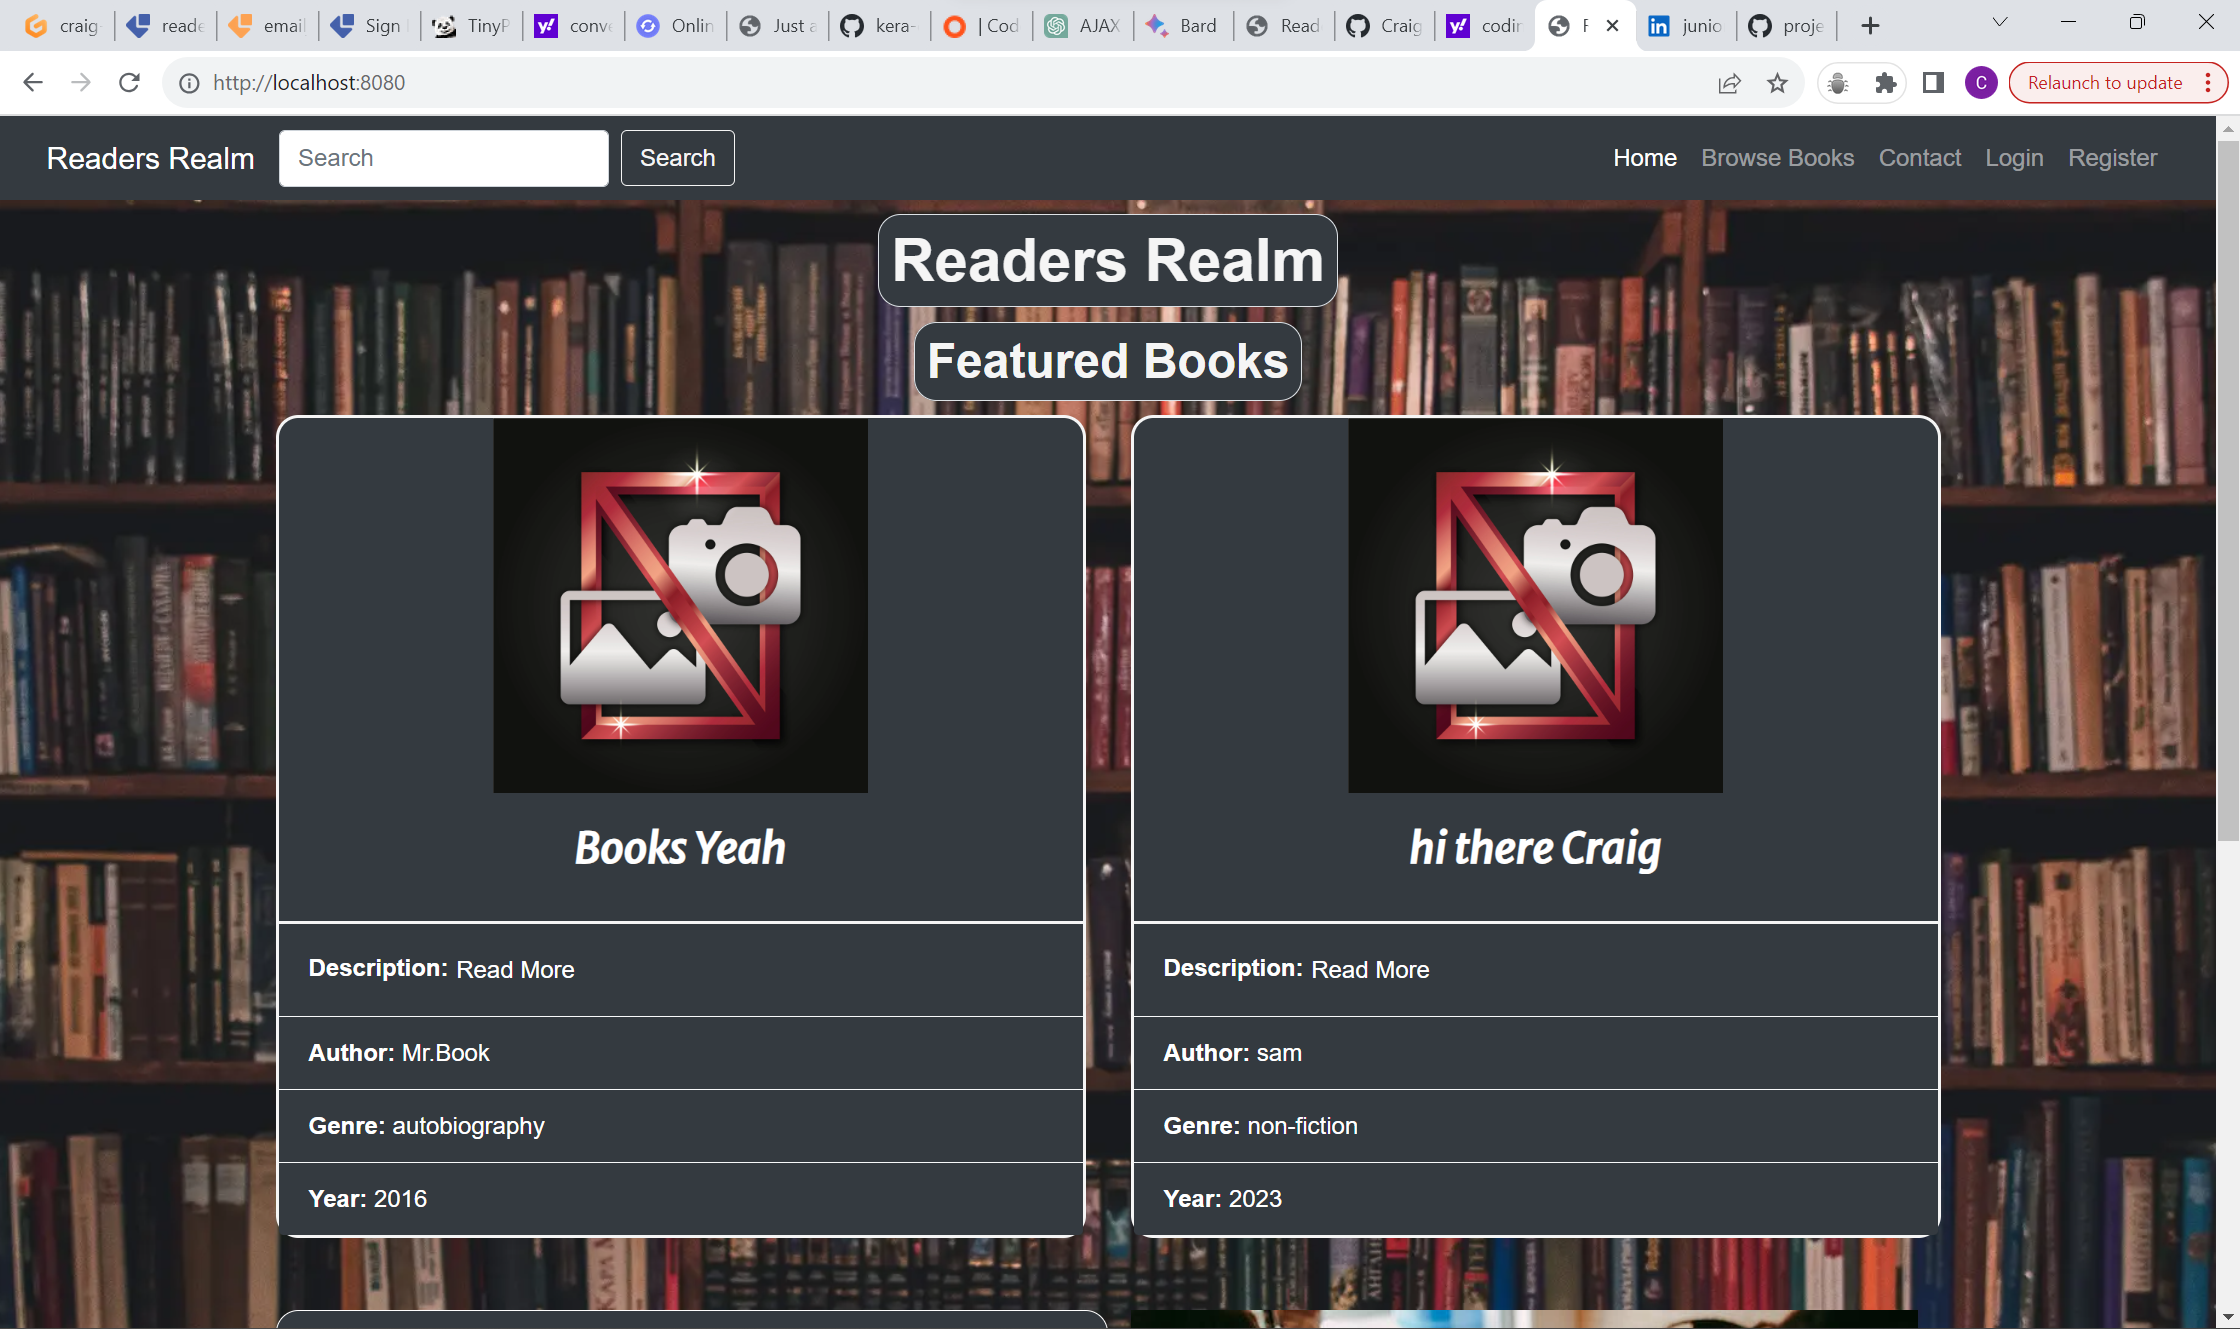 craig
reade
email
Sign
TinyP
conve
Onlin
Just a
kera-
| Cod
AJAX
Bard
Read
Craig
codin
junio
proje
http://localhost:8080
C
Relaunch to update
Readers Realm
Search
Search
Home
Browse Books
Contact
Login
Register
Readers Realm
Featured Books
Books Yeah
hi there Craig
Description: Read More
Author: Mr.Book
Genre: autobiography
Year: 2016
Description: Read More
Author: sam
Genre: non-fiction
Year: 2023